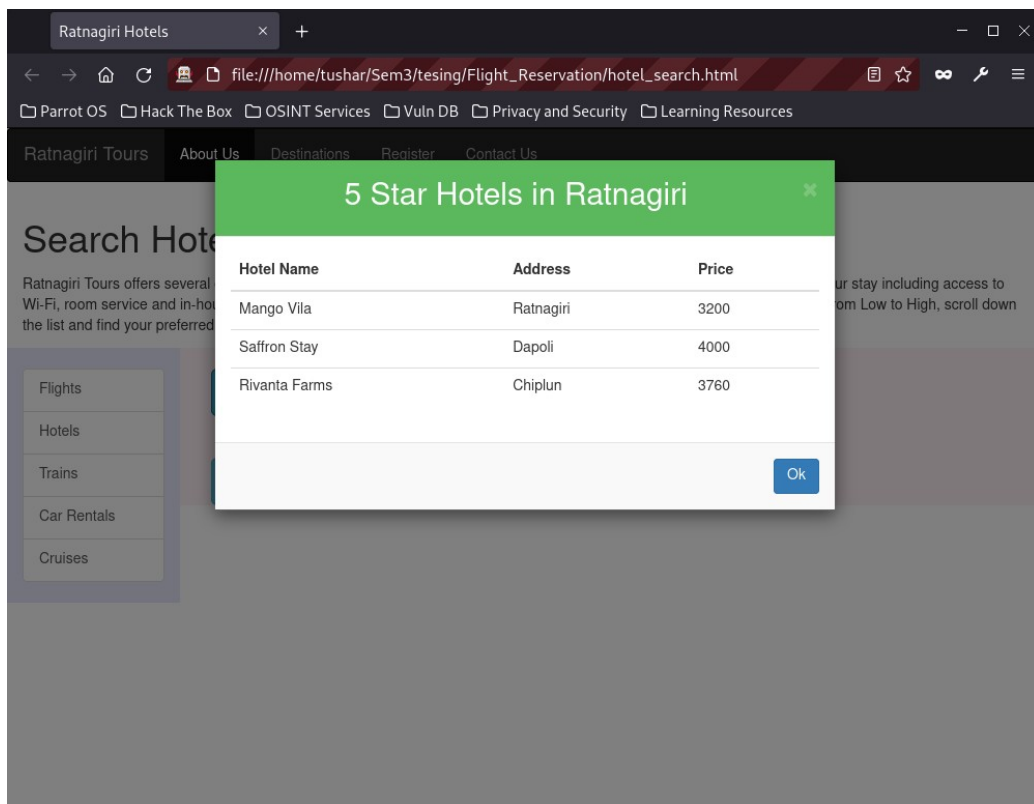 Ratnagiri Hotels
file:///home/tushar/Sem3/tesing/Flight_Reservation/hotel_search.html
Parrot OS Hack The Box OSINT Services Vuln DB Privacy and Security Learning Resources
Ratnagiri Tours About Us Destinations Register Contact Us
5 Star Hotels in Ratnagiri
Search
Ratnagiri Tours offers several ur stay including access to
Wi-Fi, room service and om Low to High, scroll down
the list and find your preferred
Hotel Name Address Price
Mango Vila Ratnagiri 3200
Saffron Stay Dapoli 4000
Rivanta Farms Chiplun 3760
Ok
Flights
Hotels
Trains
Car Rentals
Cruises